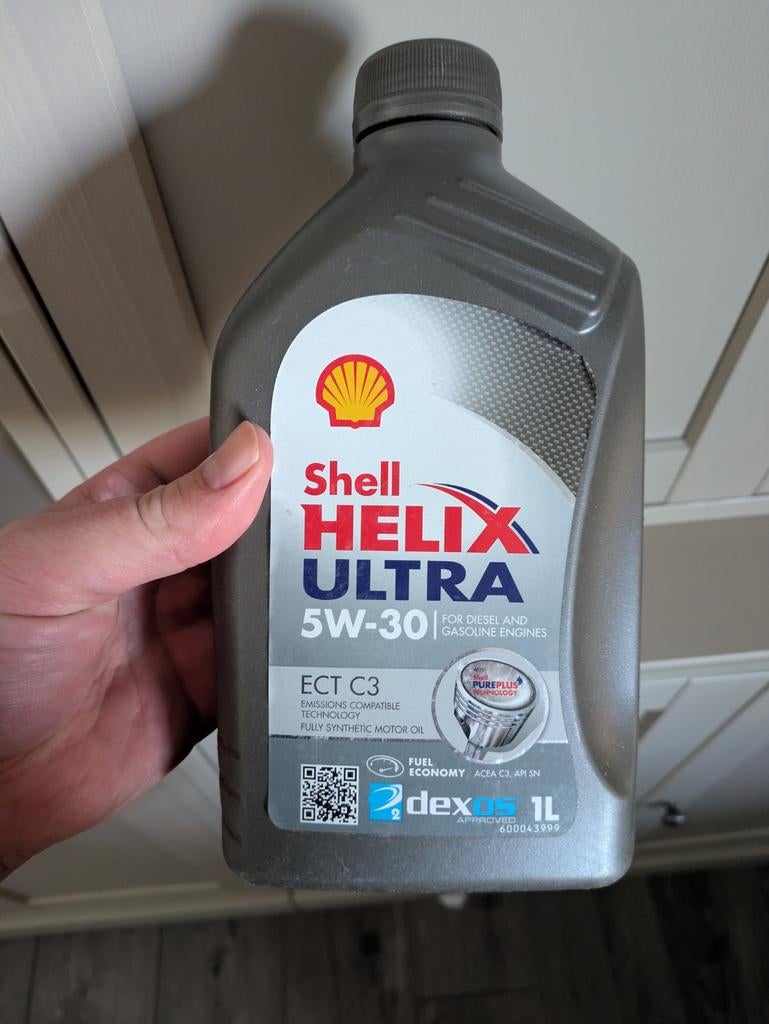 Shell
HELIX
ULTRA
5W-30
FOR DIESEL AND
GASOLINE ENGINES
ECT C3
EMISSIONS COMPATIBLE
TECHNOLOGY
FULLY SYNTHETIC MOTOR OIL
WITH
Shell
PUREPLUS
TECHNOLOGY
FUEL
ECONOMY
ACEA C3, API SN
2 dexos 1L
APPROVED
600043999